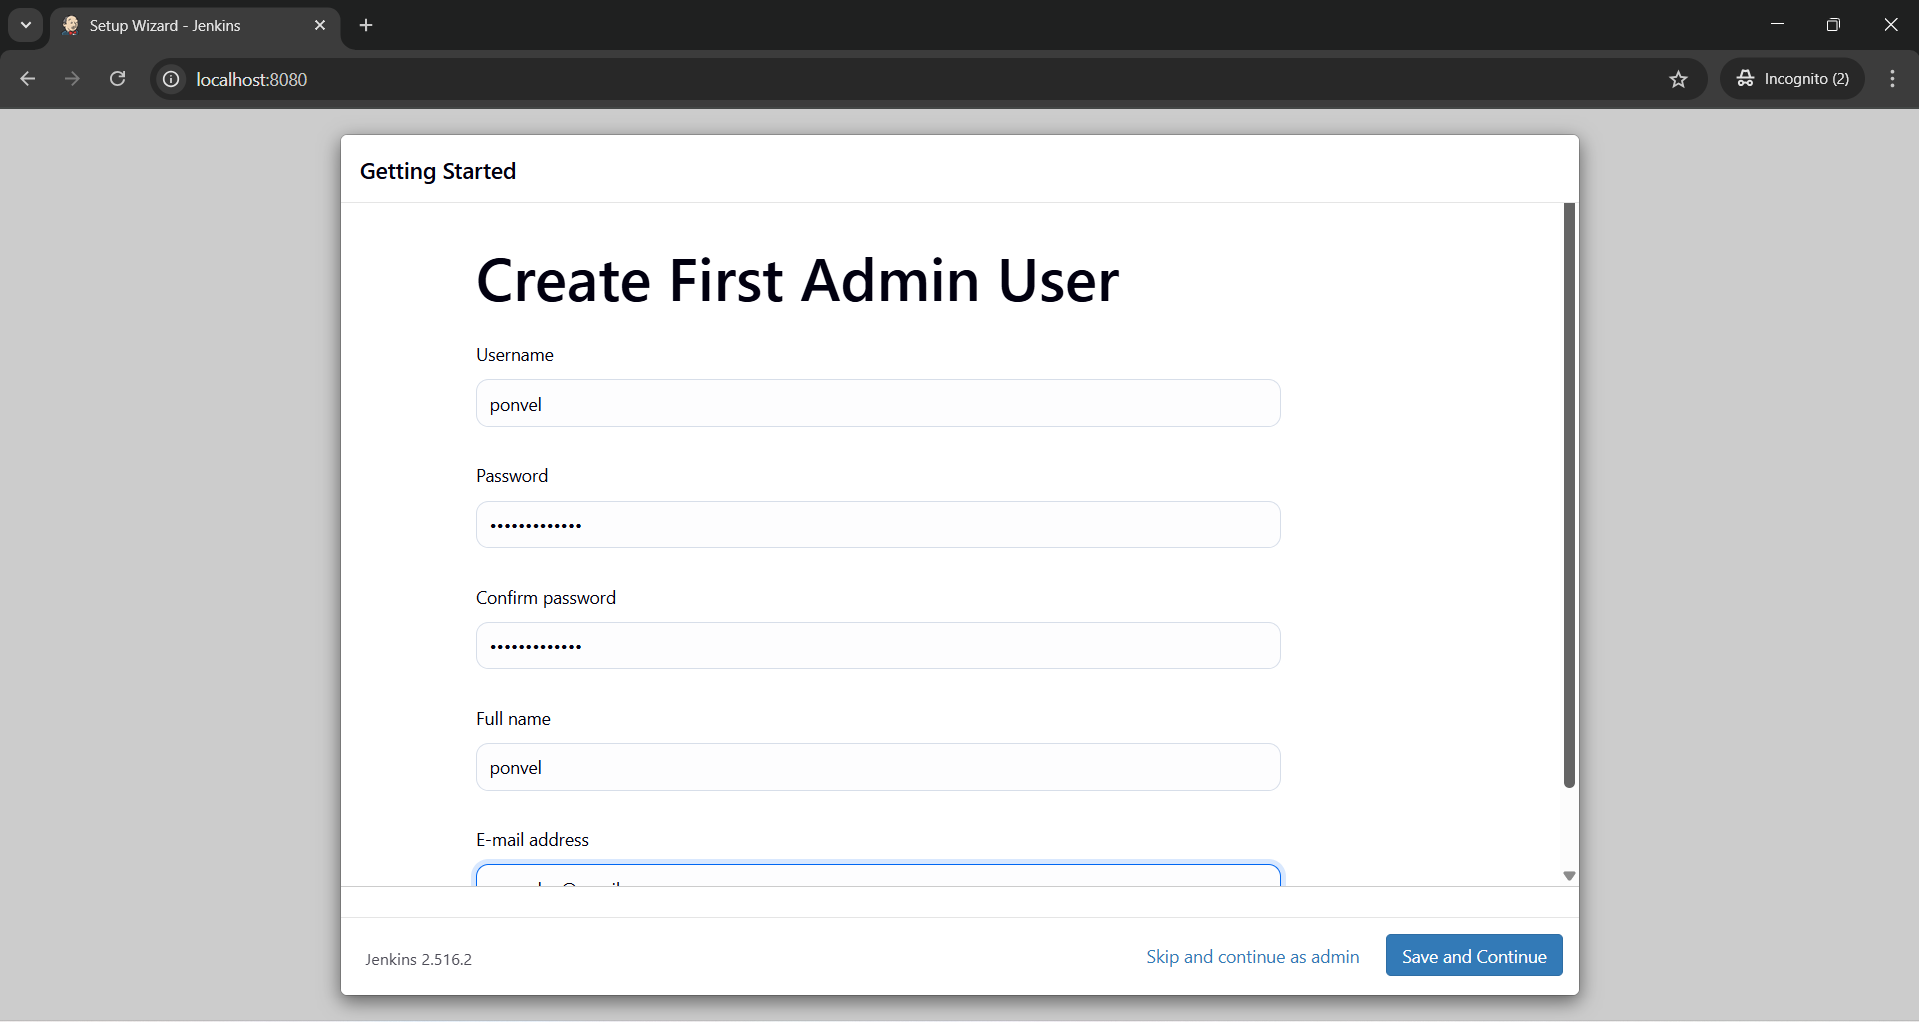 Setup Wizard - Jenkins
localhost:8080
Incognito (2)
Getting Started
Create First Admin User
Username
ponvel
Password
•••••••••••••
Confirm password
•••••••••••••
Full name
ponvel
E-mail address
Jenkins 2.516.2
Skip and continue as admin
Save and Continue